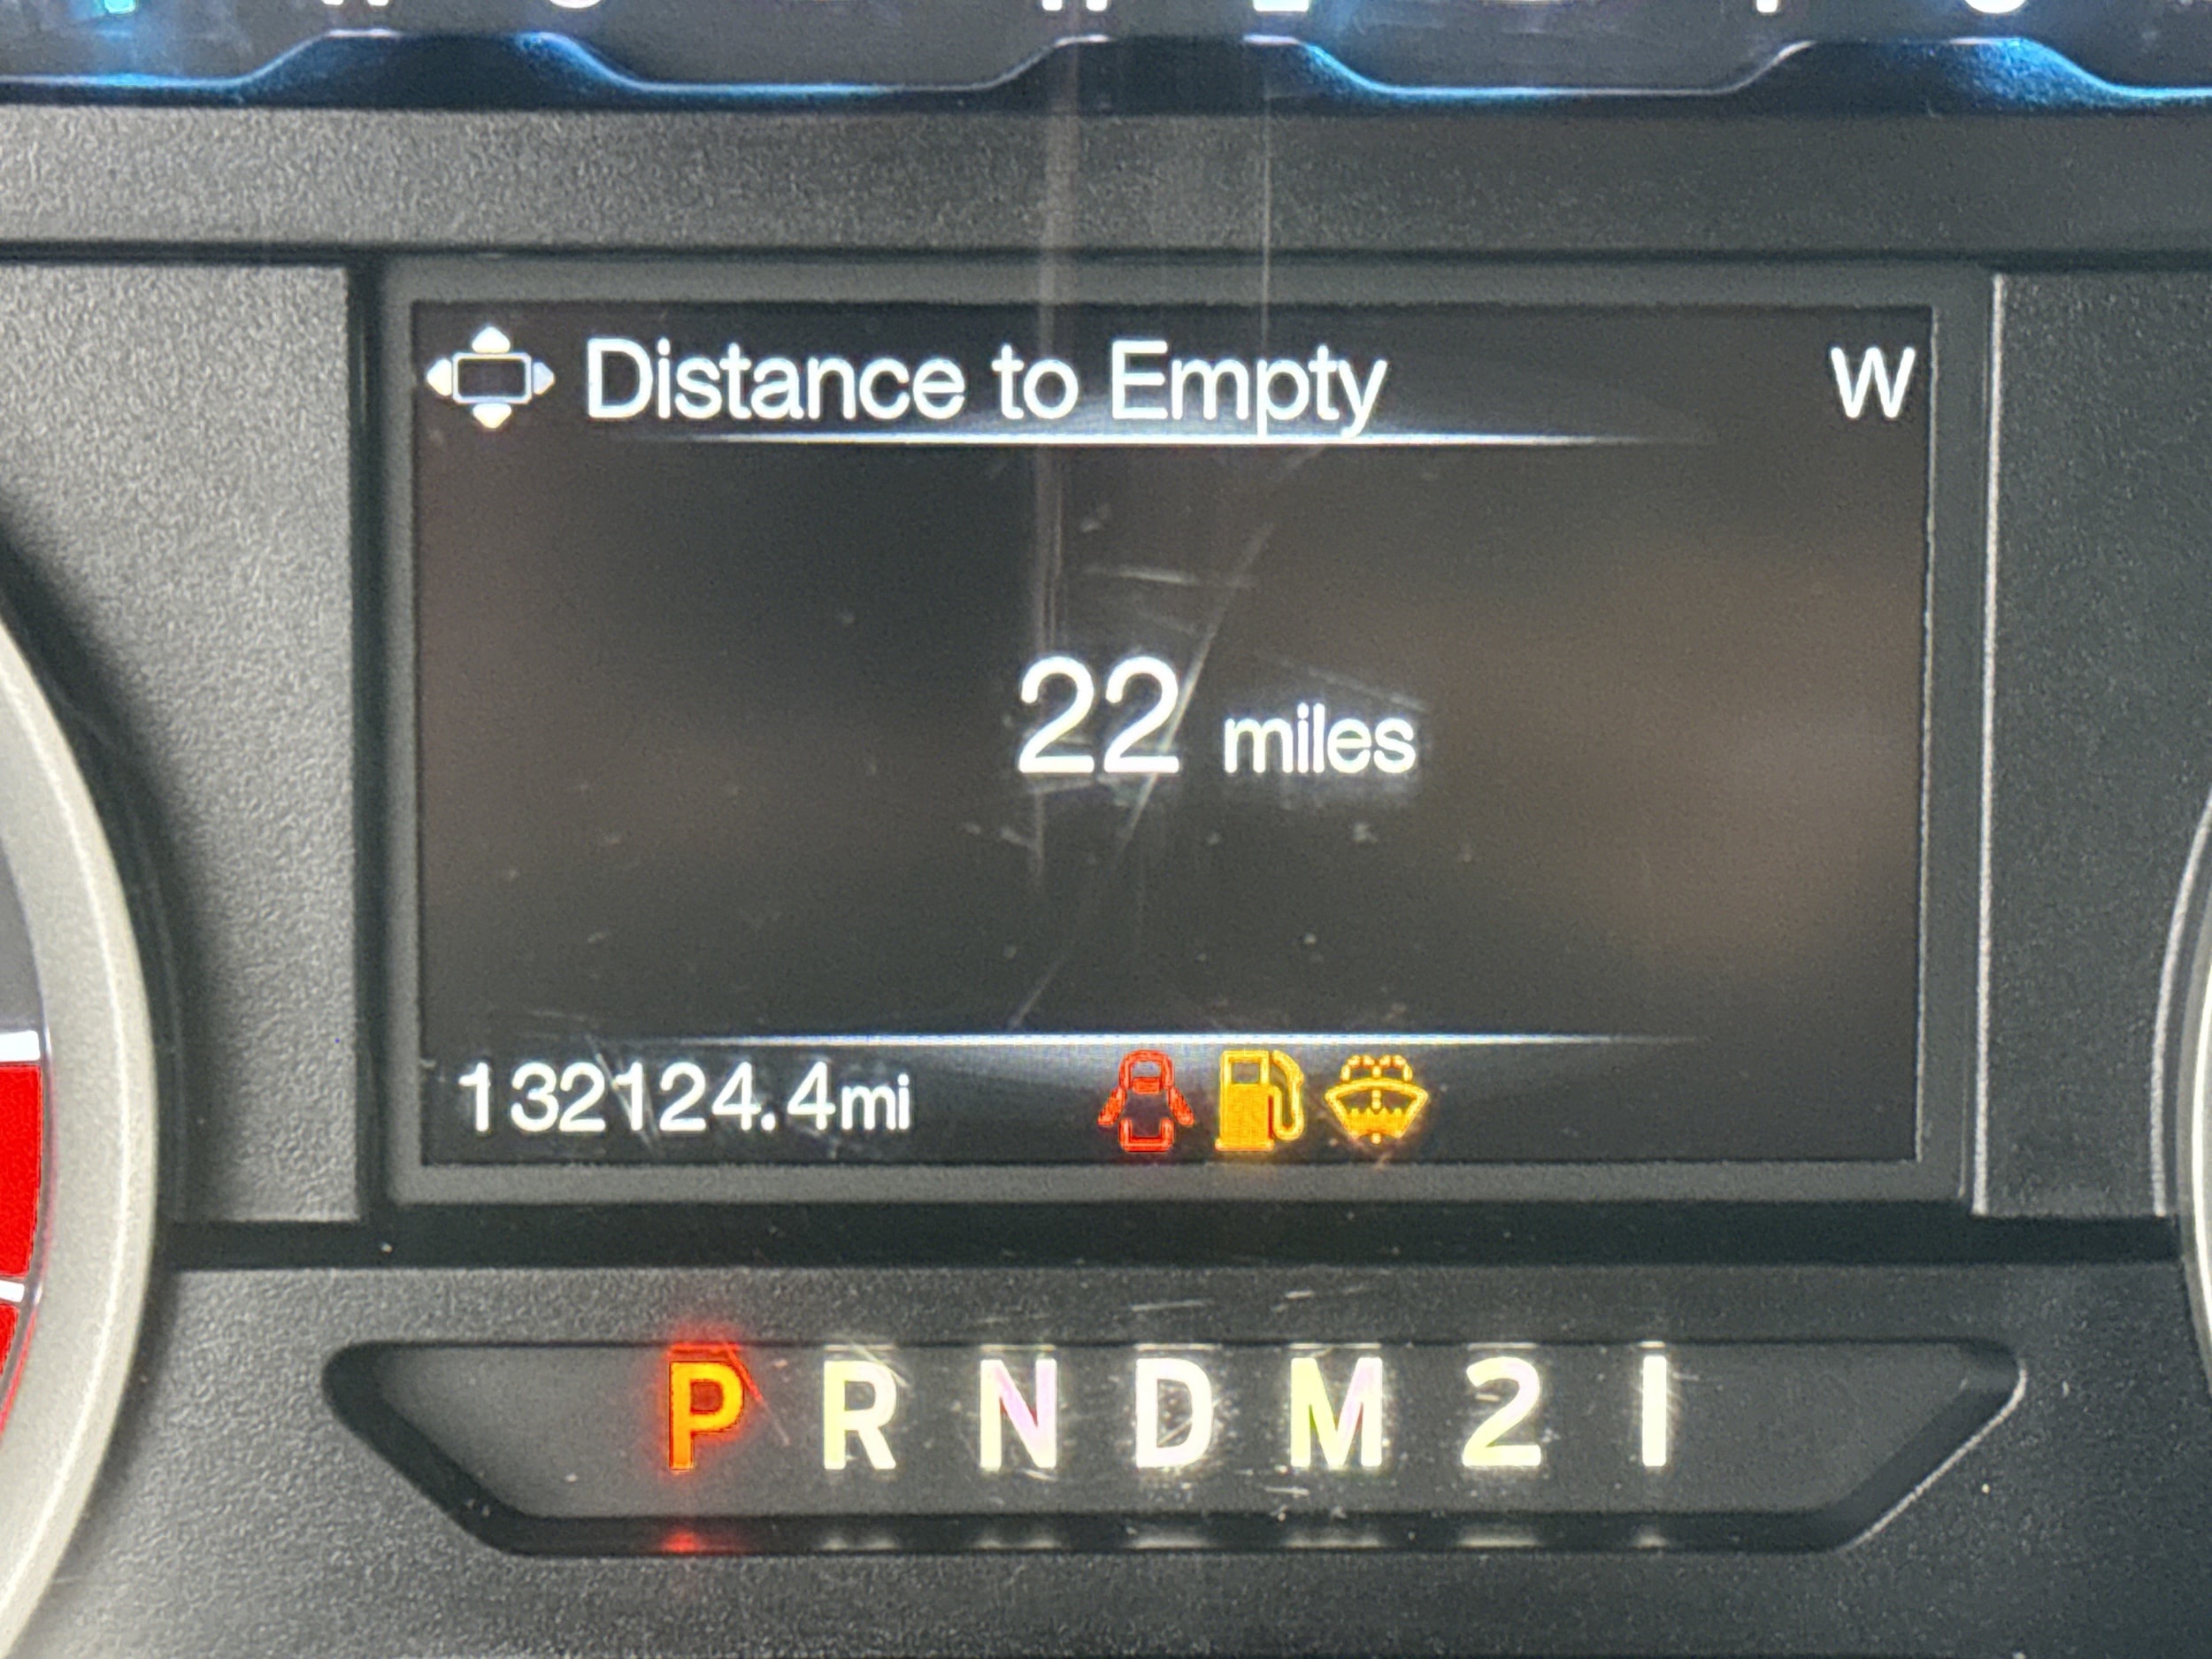 Distance to Empty W
22 miles
132124.4mi
P R N D M 2 1